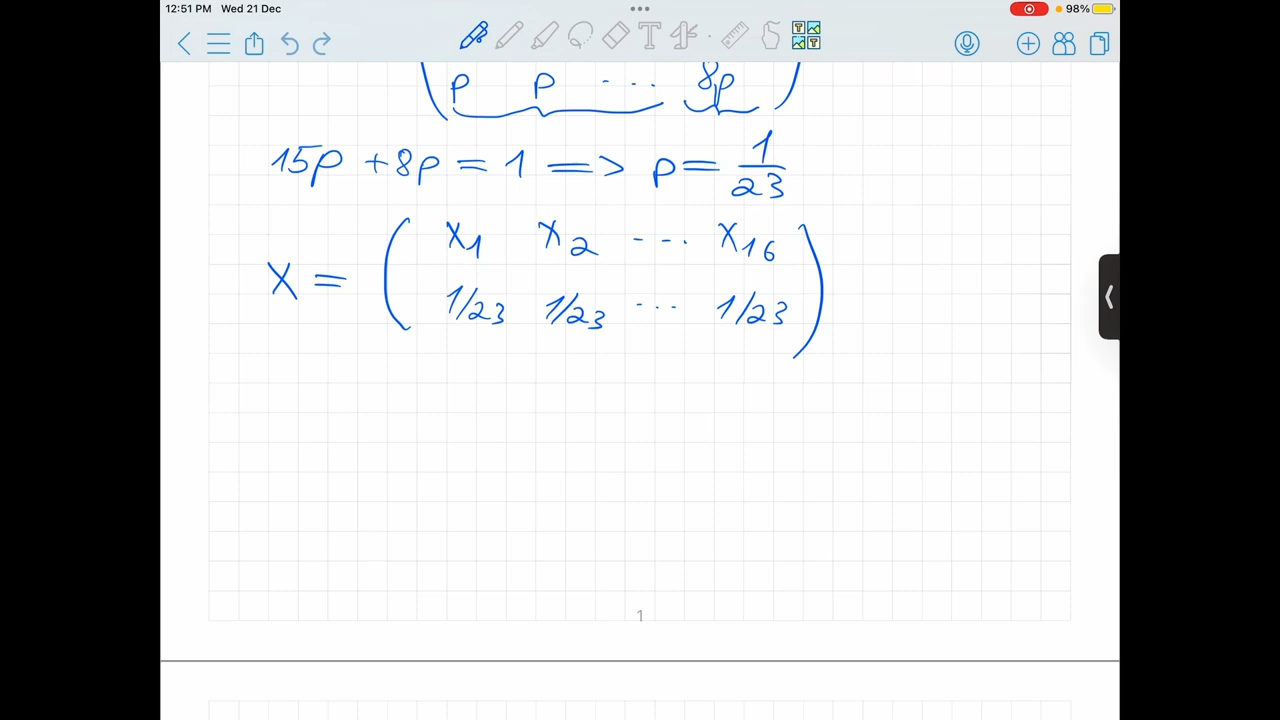 12:51 PM Wed 21 Dec 98%
p p ... 8p
15p + 8p = 1 => p = 1/23
x1 x2 ... x16
X =
1/23 1/23 ... 1/23
1